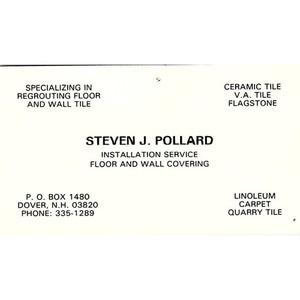 SPECIALIZING IN
REGROUTING FLOOR
AND WALL TILE
CERAMIC TILE
V.A. TILE
FLAGSTONE
STEVEN J. POLLARD
INSTALLATION SERVICE
FLOOR AND WALL COVERING
P. O. BOX 1480
DOVER, N.H. 03820
PHONE: 335-1289
LINOLEUM
CARPET
QUARRY TILE